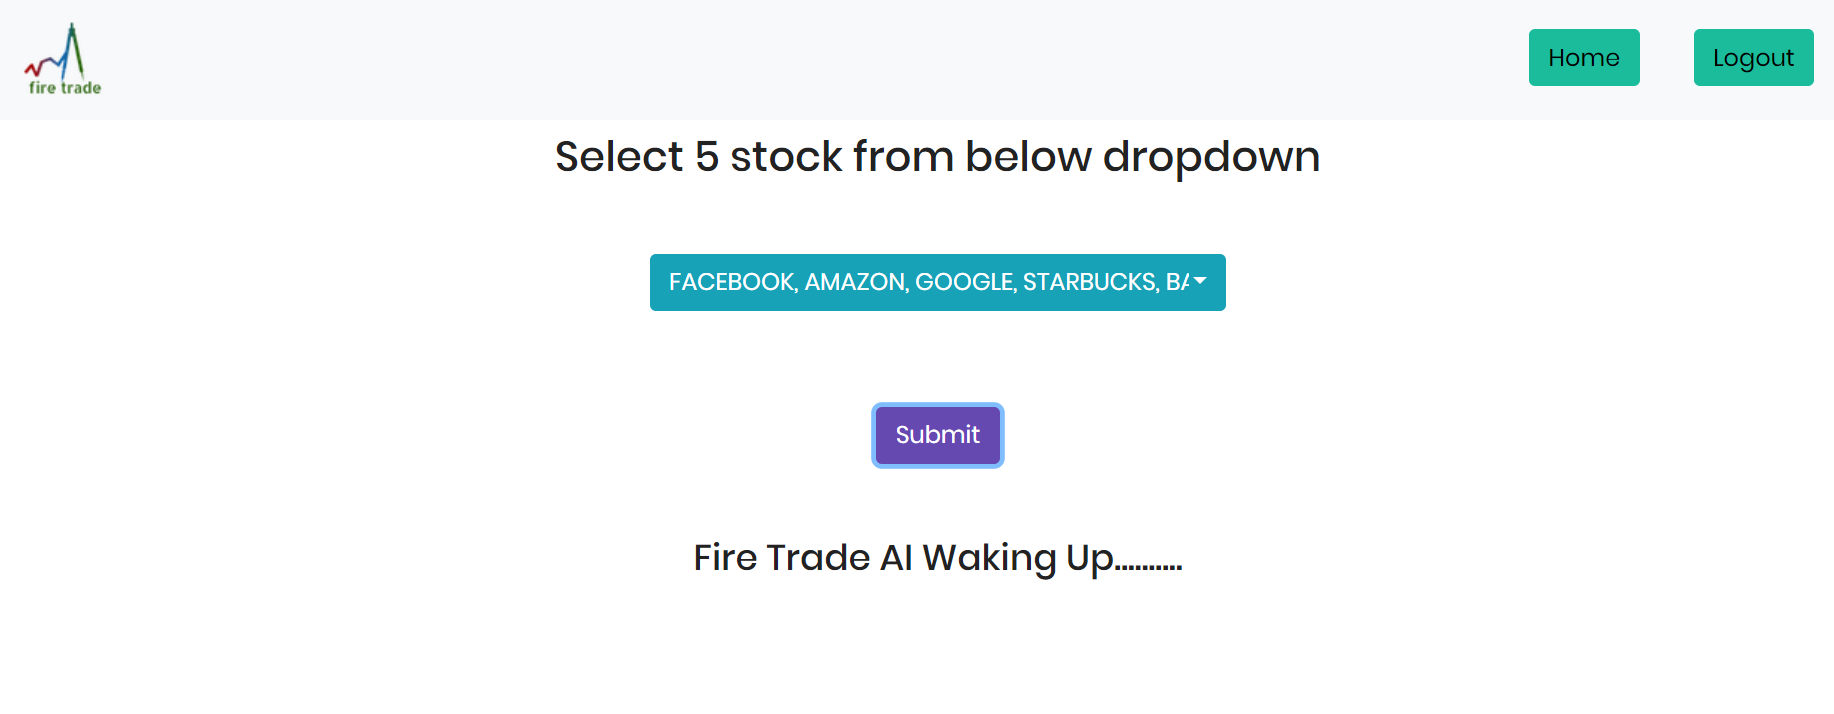 fire trade
Home
Logout
Select 5 stock from below dropdown
FACEBOOK, AMAZON, GOOGLE, STARBUCKS,
Submit
Fire Trade AI Waking Up..........